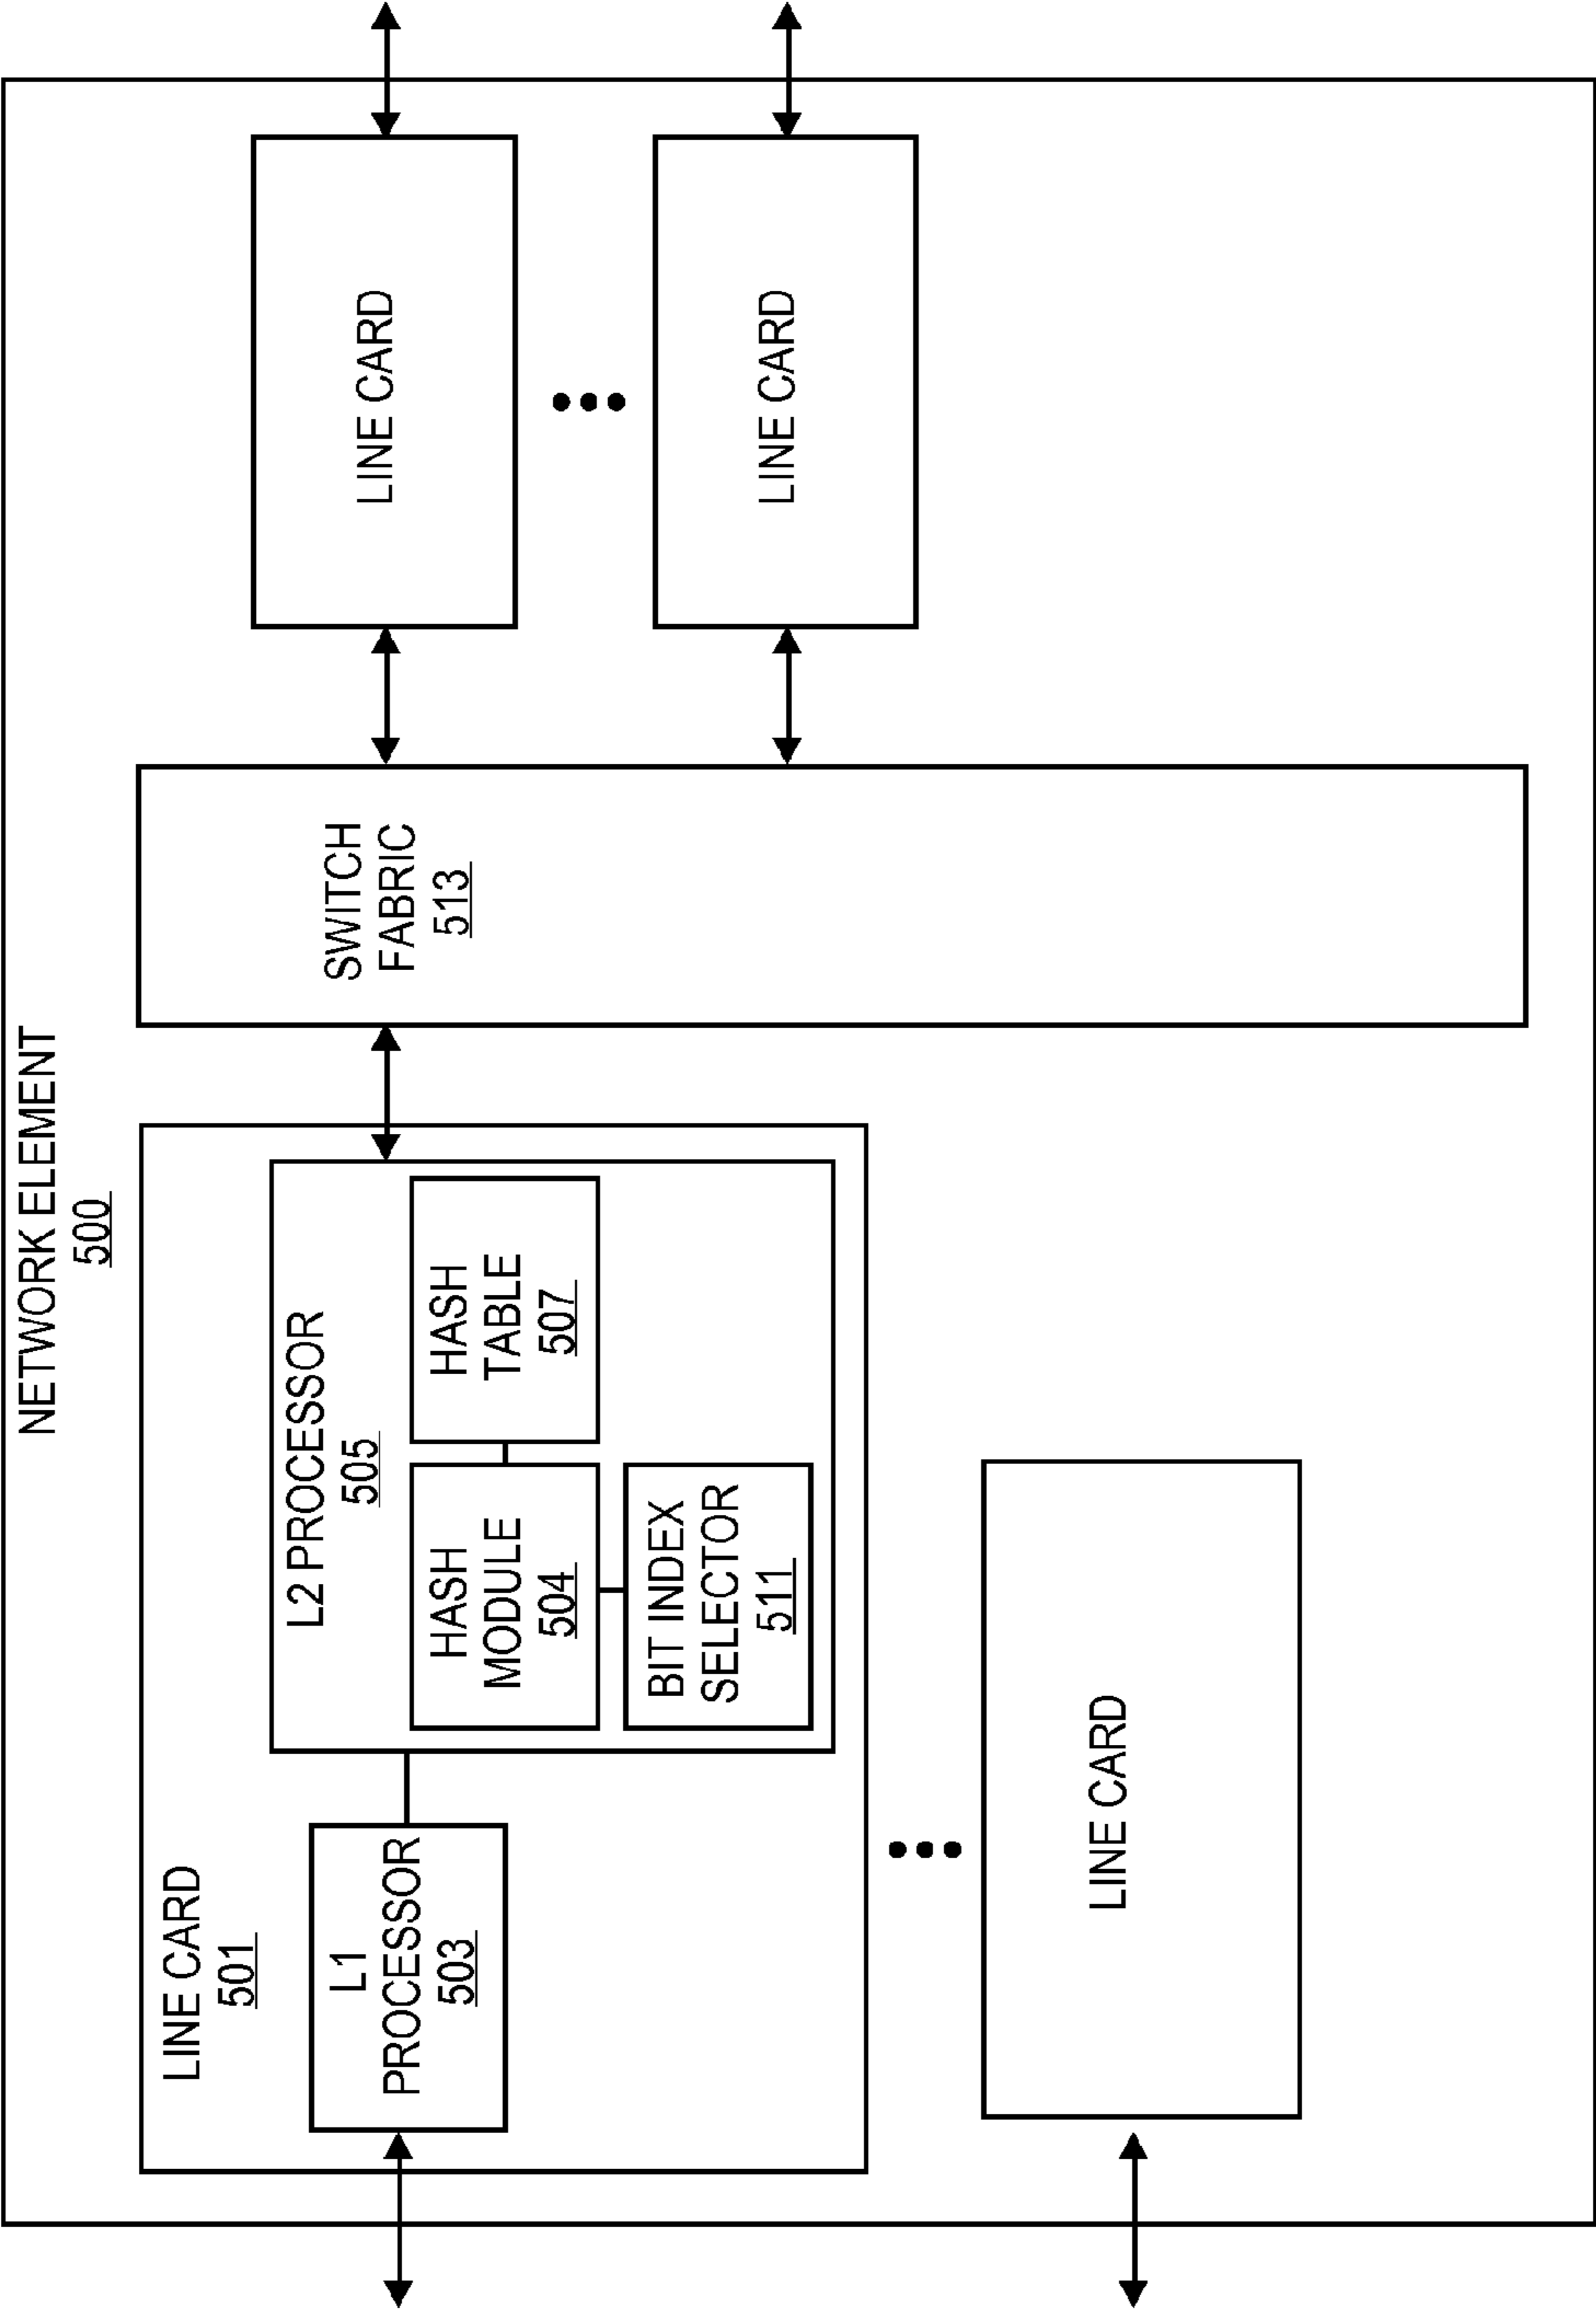 NETWORK ELEMENT
500
LINE CARD
501
L1
PROCESSOR
503
L2 PROCESSOR
505
HASH
MODULE
504
HASH
TABLE
507
BIT INDEX
SELECTOR
511
SWITCH
FABRIC
513
LINE CARD
LINE CARD
LINE CARD